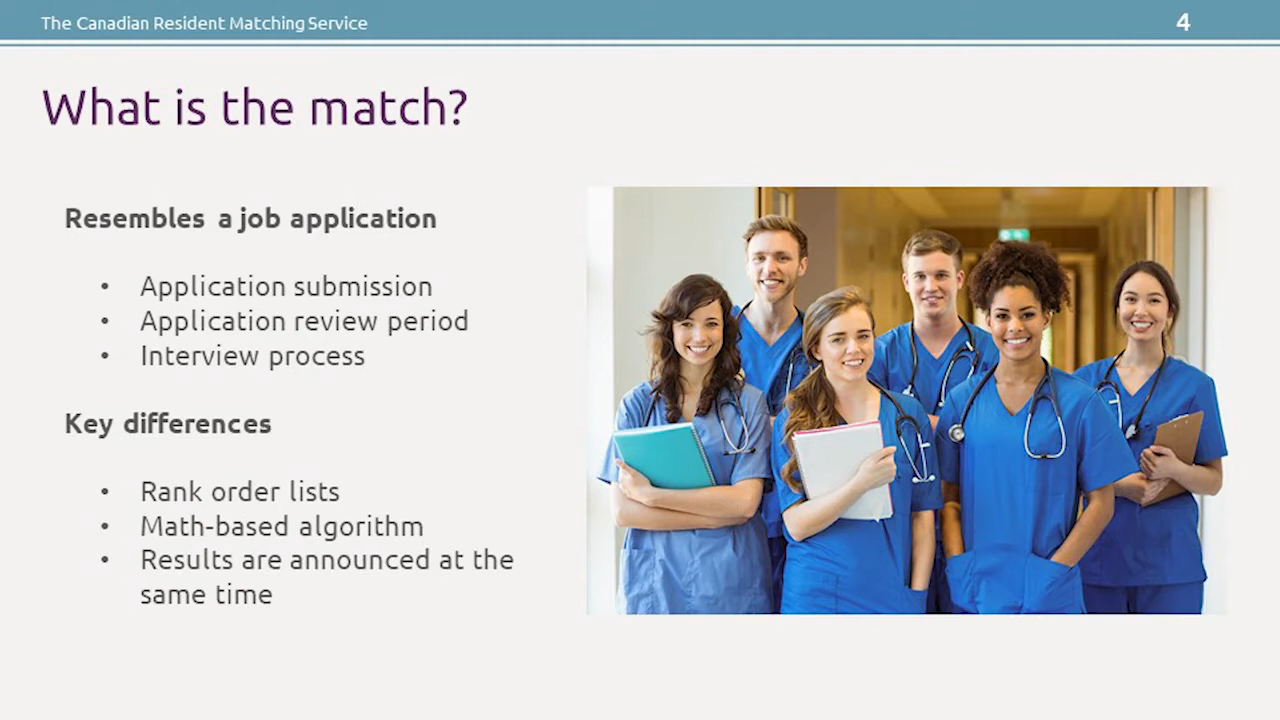 The Canadian Resident Matching Service
4
What is the match?
Resembles a job application
• Application submission
• Application review period
• Interview process
Key differences
• Rank order lists
• Math-based algorithm
• Results are announced at the
same time